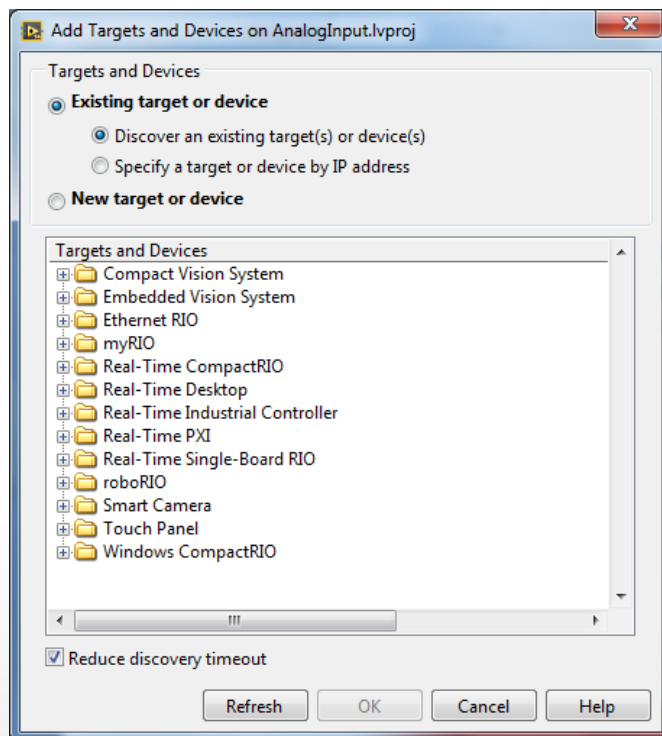 Add Targets and Devices on AnalogInput.lvproj
Targets and Devices
Existing target or device
Discover an existing target(s) or device(s)
Specify a target or device by IP address
New target or device
Targets and Devices
Compact Vision System
Embedded Vision System
Ethernet RIO
myRIO
Real-Time CompactRIO
Real-Time Desktop
Real-Time Industrial Controller
Real-Time PXI
Real-Time Single-Board RIO
roboRIO
Smart Camera
Touch Panel
Windows CompactRIO
Reduce discovery timeout
Refresh OK Cancel Help